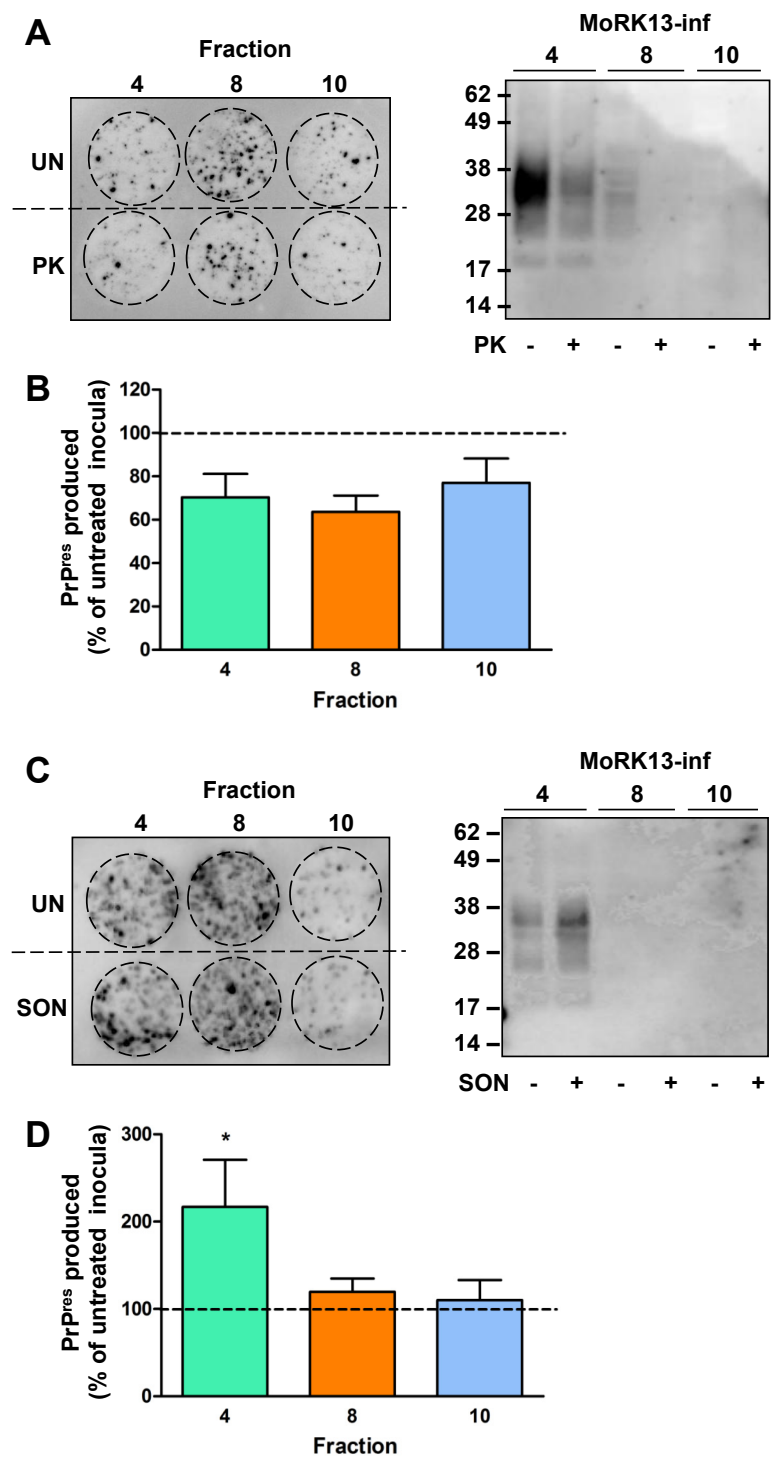 A
Fraction
4 8 10
UN
PK
MoRK13-inf
4 8 10
62
49
38
28
17
14
PK - + - + - +
B
PrPres produced
(% of untreated inocula)
120
100
80
60
40
20
0
4 8 10
Fraction
C
Fraction
4 8 10
UN
SON
MoRK13-inf
4 8 10
62
49
38
28
17
14
SON - + - + - +
D
PrPres produced
(% of untreated inocula)
300
200
100
0
*
4 8 10
Fraction